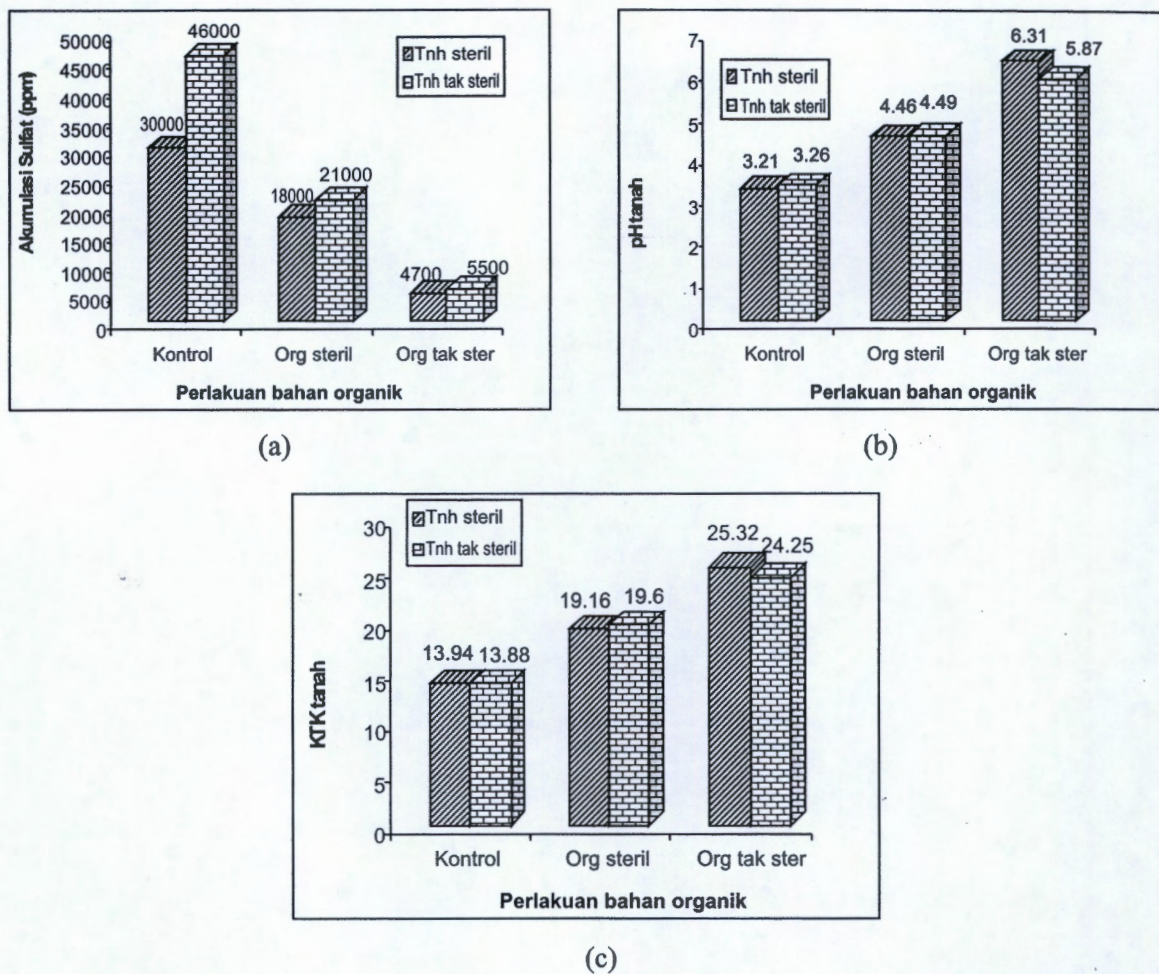 Akumulasi Sulfat (ppm)
50000
45000
40000
35000
30000
25000
20000
15000
10000
5000
0
46000
30000
18000
21000
4700
5500
Tnh steril
Tnh tak steril
Kontrol
Org steril
Org tak ster
Perlakuan bahan organik
(a)
pH tanah
7
6
5
4
3
2
1
0
Tnh steril
Tnh tak steril
3.21
3.26
4.46
4.49
6.31
5.87
Kontrol
Org steril
Org tak ster
Perlakuan bahan organik
(b)
KTK tanah
30
25
20
15
10
5
0
Tnh steril
Tnh tak steril
13.94
13.88
19.16
19.6
25.32
24.25
Kontrol
Org steril
Org tak ster
Perlakuan bahan organik
(c)